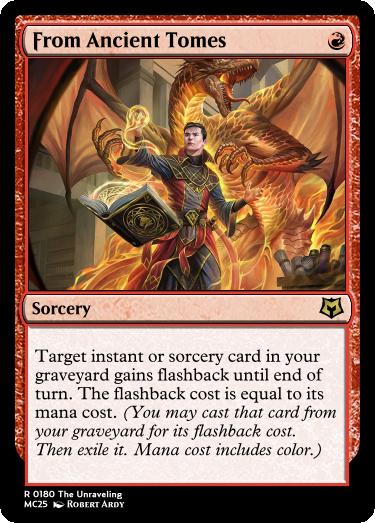 From Ancient Tomes
Sorcery
Target instant or sorcery card in your
graveyard gains flashback until end of
turn. The flashback cost is equal to its
mana cost. (You may cast that card from
your graveyard for its flashback cost.
Then exile it. Mana cost includes color.)
R 0180 The Unraveling
MC25 Robert Ardy